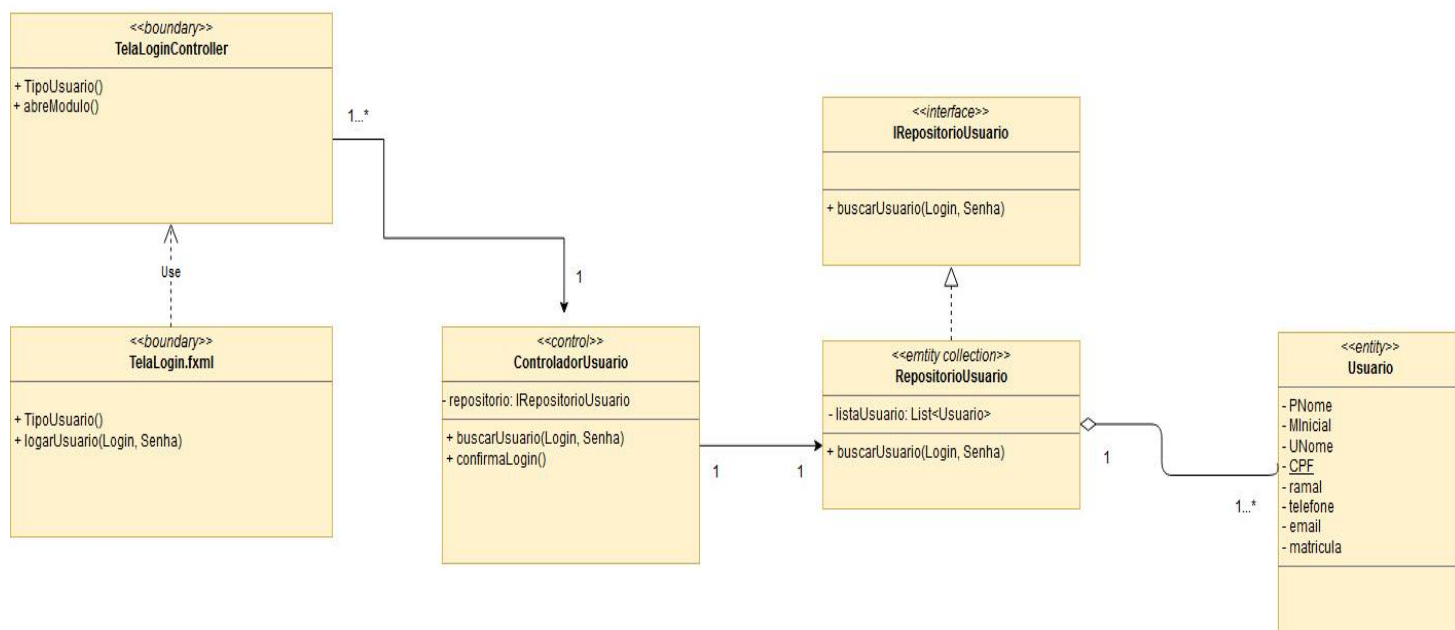 <<boundary>>
TelaLoginController
+ TipoUsuario()
+ abreModulo()
1...*
Use
<<boundary>>
TelaLogin.fxml
+ TipoUsuario()
+ logarUsuario(Login, Senha)
1
<<control>>
ControladorUsuario
- repositorio: IRepositorioUsuario
+ buscarUsuario(Login, Senha)
+ confirmaLogin()
1
1
<<interface>>
IRepositorioUsuario
+ buscarUsuario(Login, Senha)
<<emtity collection>>
RepositorioUsuario
- listaUsuario: List<Usuario>
+ buscarUsuario(Login, Senha)
1
1...*
<<entity>>
Usuario
- PNome
- MInicial
- UNome
- CPF
- ramal
- telefone
- email
- matricula